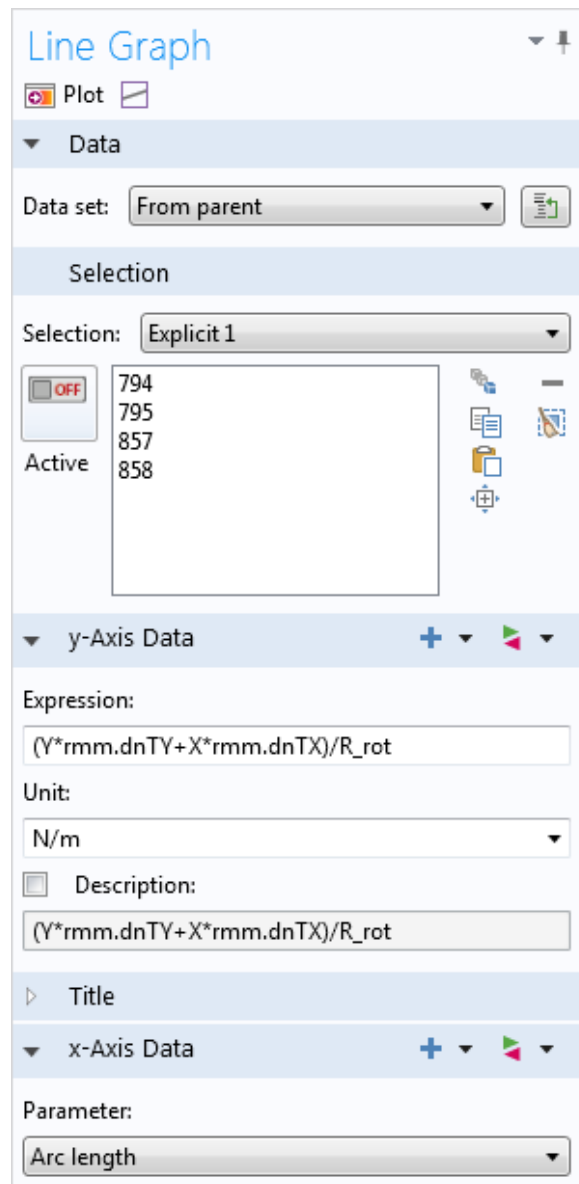 Line Graph
Plot
Data
Data set: From parent
Selection
Selection: Explicit 1
OFF
Active
794
795
857
858
y-Axis Data
Expression:
(Y*rmm.dnTY+X*rmm.dnTX)/R_rot
Unit:
N/m
Description:
(Y*rmm.dnTY+X*rmm.dnTX)/R_rot
Title
x-Axis Data
Parameter:
Arc length